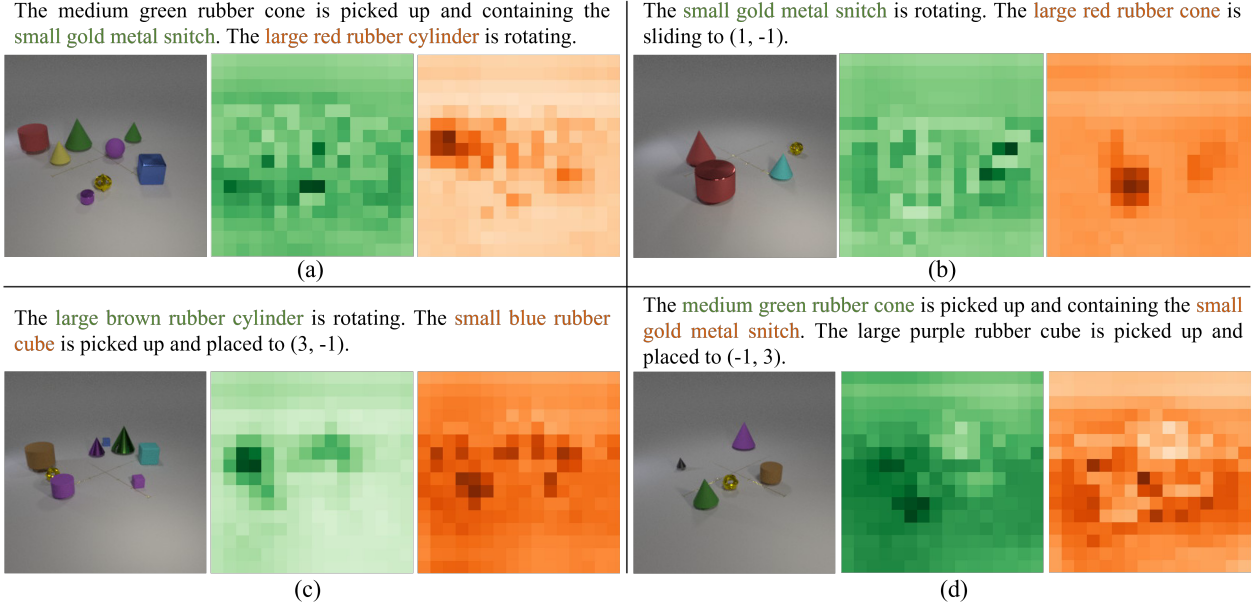 The medium green rubber cone is picked up and containing the
small gold metal snitch. The large red rubber cylinder is rotating.
(a)
The small gold metal snitch is rotating. The large red rubber cone is
sliding to (1, -1).
(b)
The large brown rubber cylinder is rotating. The small blue rubber
cube is picked up and placed to (3, -1).
(c)
The medium green rubber cone is picked up and containing the small
gold metal snitch. The large purple rubber cube is picked up and
placed to (-1, 3).
(d)